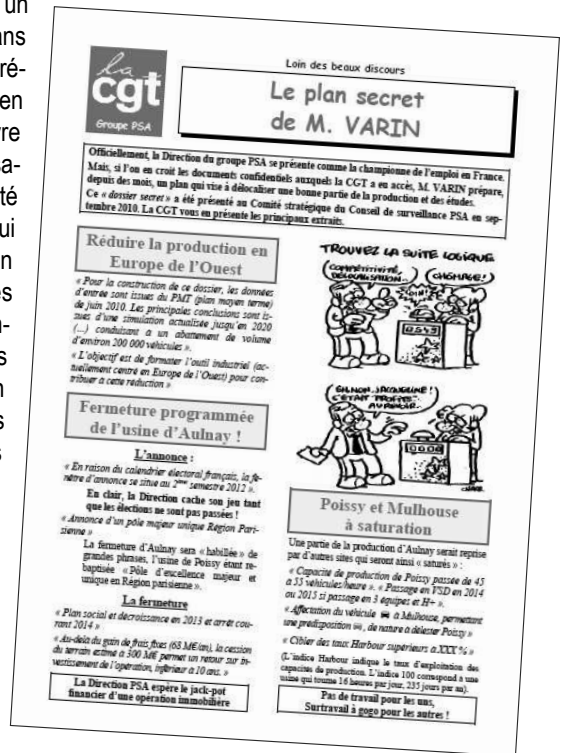 un
ans
ré-
en
vre
sa-
té
ui
n
es
n-
s
n
s
s
la
cgt
Groupe PSA
Loin des beaux discours
Le plan secret
de M. VARIN
Officiellement, la Direction du groupe PSA se présente comme la championne de l'emploi en France.
Mais, si l'on en croit les documents confidentiels auxquels la CGT a eu accès, M. VARIN prépare,
depuis des mois, un plan qui vise à délocaliser une bonne partie de la production et des études.
Ce « dossier secret » a été présenté au Comité stratégique du Conseil de surveillance PSA en sep-
tembre 2010. La CGT vous en présente les principaux extraits.
Réduire la production en
Europe de l'Ouest
« Pour la construction de ce dossier, les données
d'entrée sont issues du PMT (plan moyen terme)
de juin 2010. Les principales conclusions sont is-
sues d'une simulation actualisée jusqu'en 2020
(...) conduisant à un abattement de volume
d'environ 200 000 véhicules ».
« L'objectif est de formater l'outil industriel (ac-
tuellement centré en Europe de l'Ouest) pour con-
tribuer à cette réduction »
Fermeture programmée
de l'usine d'Aulnay !
L'annonce :
« En raison du calendrier électoral français, la fe-
nêtre d'annonce se situe au 2ème semestre 2012 ».
En clair, la Direction cache son jeu tant
que les élections ne sont pas passées !
« Annonce d'un pôle majeur unique Région Pari-
sienne »
La fermeture d'Aulnay sera « habillée » de
grandes phrases, l'usine de Poissy étant re-
baptisée « Pôle d'excellence majeur et
unique en Région parisienne ».
La fermeture
« Plan social et décroissance en 2013 et arrêt cou-
rant 2014 »
« Au-delà du gain de frais fixes (68 M€/an), la cession
du terrain estimé à 300 M€ permet un retour sur in-
vestissement de l'opération, inférieur à 10 ans. »
La Direction PSA espère le jack-pot
financier d'une opération immobilière
TROUVEZ LA SUITE LOGIQUE
COMPÉTITIVITÉ,
DÉLOCALISATION...
CHÔMAGE!
EH NON, JACQUELINE!
C'ÉTAIT PROFITS...
AU REVOIR...
Poissy et Mulhouse
à saturation
Une partie de la production d'Aulnay serait reprise
par d'autres sites qui seront ainsi « saturés » :
« Capacité de production de Poissy passée de 45
à 55 véhicules/heure ». « Passage en VSD en 2014
ou 2015 si passage en 3 équipes et H+ ».
« Affectation du véhicule à Mulhouse, permettant
une prédisposition, de nature à délester Poissy »
« Cibler des taux Harbour supérieurs à XXX % »
(L'indice Harbour indique le taux d'exploitation des
capacités de production. L'indice 100 correspond à une
usine qui tourne 16 heures par jour, 235 jours par an).
Pas de travail pour les uns,
Surtravail à gogo pour les autres !